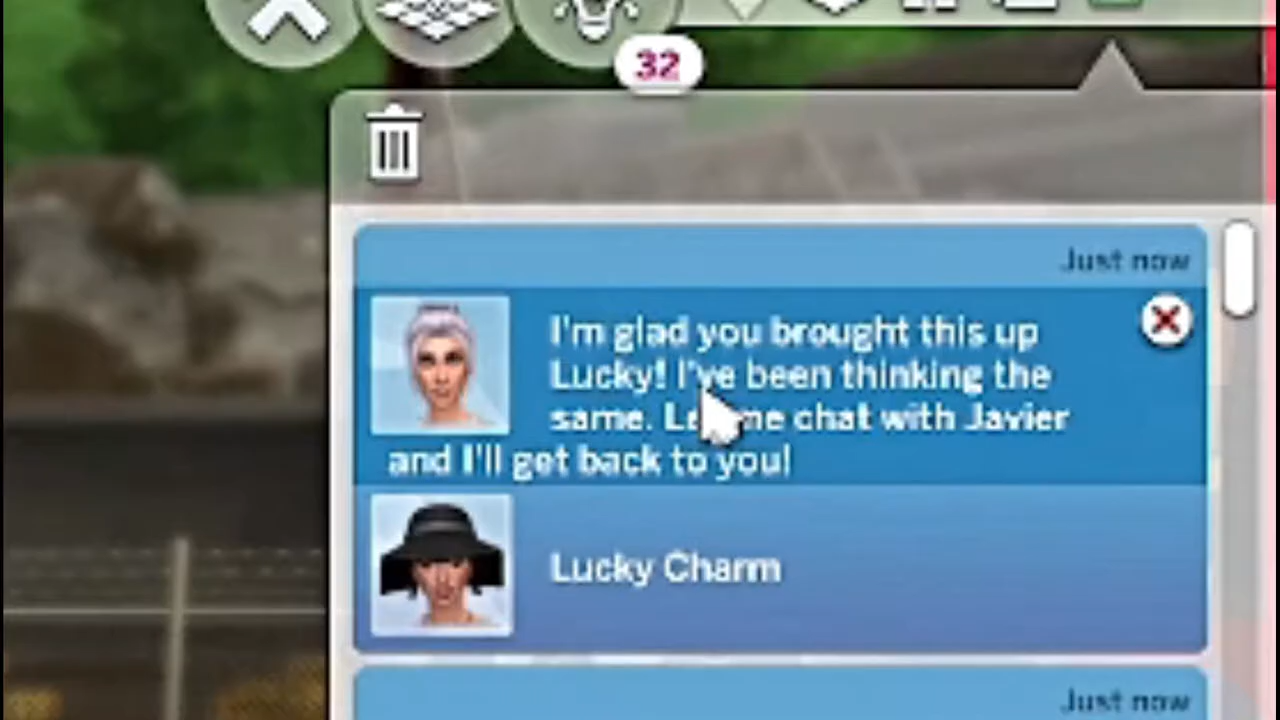 32
Just now
I'm glad you brought this up
Lucky! I've been thinking the
same. Let me chat with Javier
and I'll get back to you!
Lucky Charm
Just now